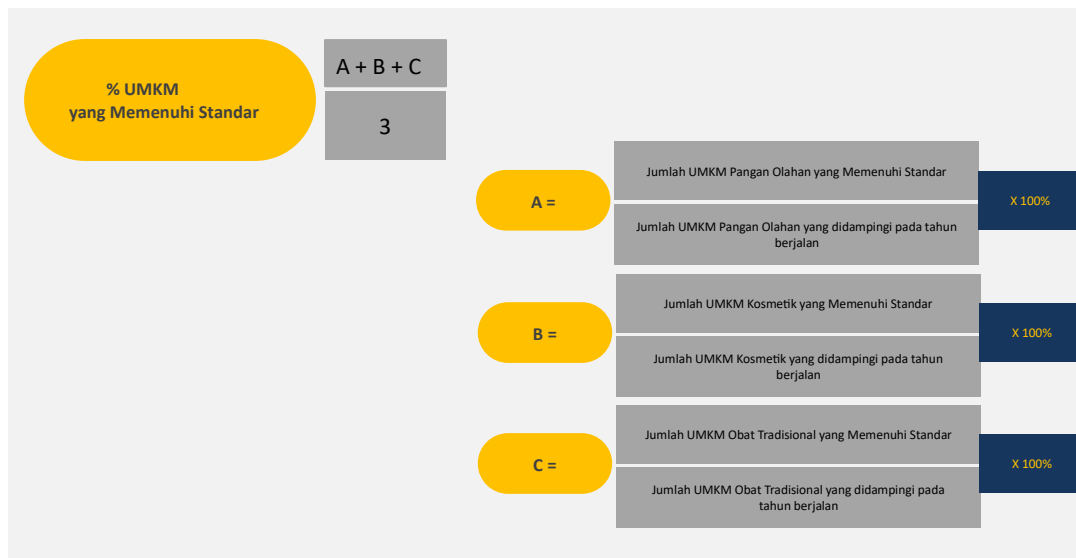 % UMKM
yang Memenuhi Standar
A + B + C
3
A =
Jumlah UMKM Pangan Olahan yang Memenuhi Standar
Jumlah UMKM Pangan Olahan yang didampingi pada tahun
berjalan
X 100%
B =
Jumlah UMKM Kosmetik yang Memenuhi Standar
Jumlah UMKM Kosmetik yang didampingi pada tahun
berjalan
X 100%
C =
Jumlah UMKM Obat Tradisional yang Memenuhi Standar
Jumlah UMKM Obat Tradisional yang didampingi pada
tahun berjalan
X 100%